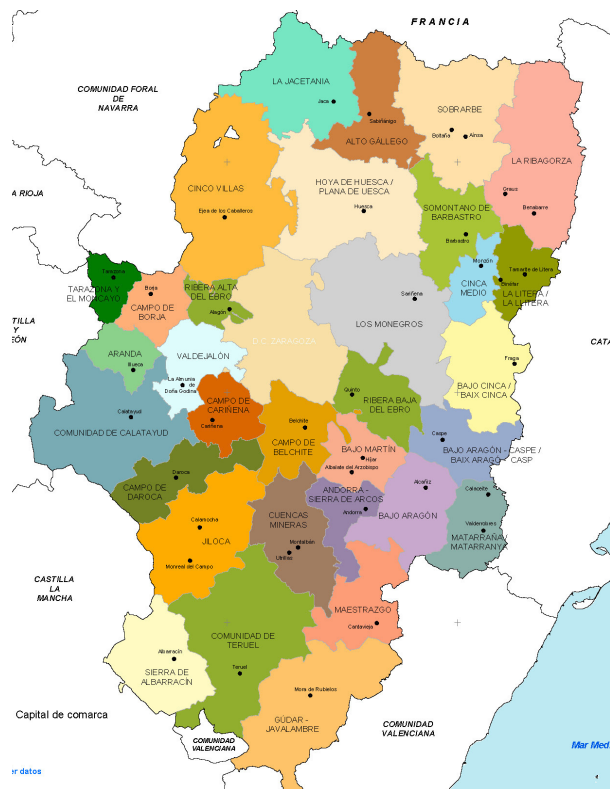 FRANCIA
COMUNIDAD FORAL
DE
NAVARRA
LA JACETANIA
Jaca
Sabiñánigo
ALTO GÁLLEGO
SOBRARBE
Boltaña
Aínsa
LA RIBAGORZA
Graus
Benabarre
A RIOJA
CINCO VILLAS
Ejea de los Caballeros
HOYA DE HUESCA /
PLANA DE UESCA
Huesca
SOMONTANO DE
BARBASTRO
Barbastro
Tarazona
TARAZONA Y
EL MONCAYO
Borja
CAMPO DE
BORJA
RIBERA ALTA
DEL EBRO
Alagón
Monzón
CINCA
MEDIO
Tamarite de Litera
Binéfar
LA LITERA /
LA LLITERA
Sariñena
LOS MONEGROS
TILLA
Y
EÓN
CATA
ARANDA
Illueca
VALDEJALÓN
La Almunia
de
Doña Godina
D.C. ZARAGOZA
Fraga
BAJO CINCA /
BAIX CINCA
Quinto
RIBERA BAJA
DEL EBRO
CAMPO DE
CARIÑENA
Cariñena
Calatayud
COMUNIDAD DE CALATAYUD
Belchite
CAMPO DE
BELCHITE
BAJO MARTÍN
Híjar
Albalate del Arzobispo
Caspe
BAJO ARAGÓN - CASPE /
BAIX ARAGÓ - CASP
Daroca
CAMPO DE
DAROCA
ANDORRA -
SIERRA DE ARCOS
Andorra
Alcañiz
BAJO ARAGÓN
Calaceite
Valderrobres
MATARRAÑA/
MATARRANYA
CUENCAS
MINERAS
Montalbán
Utrillas
Calamocha
JILOCA
Monreal del Campo
CASTILLA
LA
MANCHA
MAESTRAZGO
Cantavieja
COMUNIDAD DE
TERUEL
Teruel
Albarracín
SIERRA DE
ALBARRACÍN
Mora de Rubielos
GÚDAR -
JAVALAMBRE
Capital de comarca
COMUNIDAD
VALENCIANA
COMUNIDAD
VALENCIANA
Mar Med
er datos